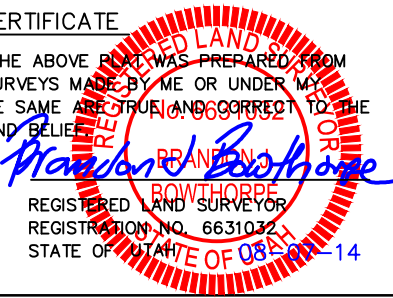 ERTIFICATE
HE ABOVE PLAT WAS PREPARED FROM
URVEYS MADE BY ME OR UNDER MY
E SAME ARE TRUE AND CORRECT TO THE
ND BELIEF.
REGISTERED LAND SURVEYOR
No. 6631032
BRANDON J.
BOWTHORPE
STATE OF UTAH
Brandon J Bowthorpe
REGISTERED LAND SURVEYOR
REGISTRATION NO. 6631032
STATE OF UTAH
08-07-14